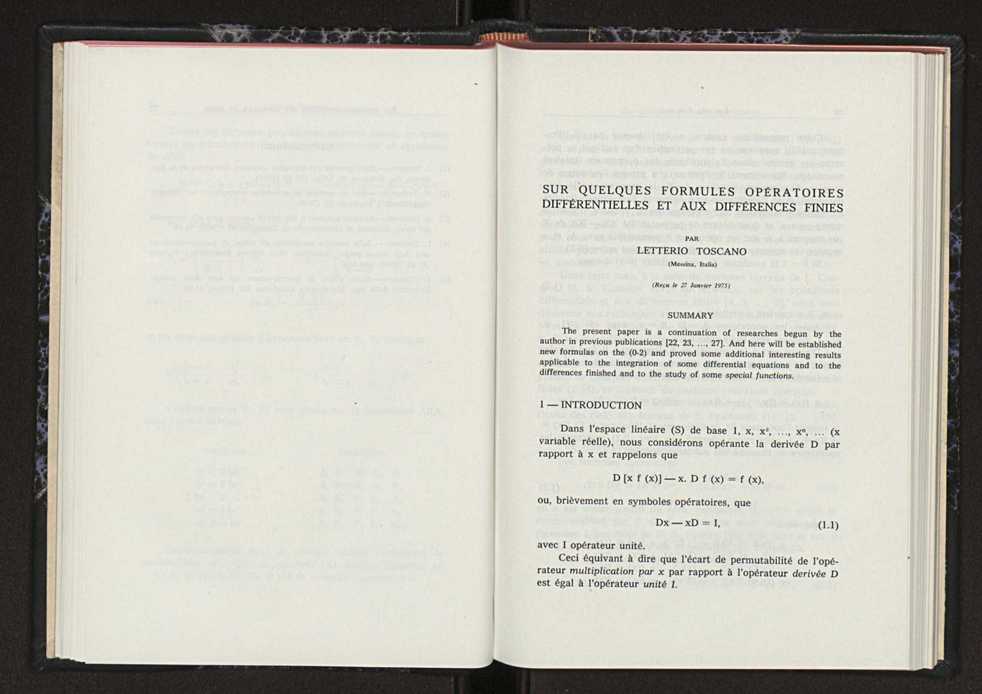 SUR QUELQUES FORMULES OPÉRATOIRES
DIFFÉRENTIELLES ET AUX DIFFÉRENCES FINIES
PAR
LETTERIO TOSCANO
(Messina, Italia)
(Reçu le 27 Janvier 1975)
SUMMARY
The present paper is a continuation of researches begun by the
author in previous publications [22, 23, ..., 27]. And here will be established
new formulas on the (0-2) and proved some additional interesting results
applicable to the integration of some differential equations and to the
differences finished and to the study of some special functions.
1 — INTRODUCTION
Dans l'espace linéaire (S) de base 1, x, x², ..., xⁿ, ... (x
variable réelle), nous considérons opérante la derivée D par
rapport à x et rappelons que
D [x f (x)] — x. D f (x) = f (x),
ou, brièvement en symboles opératoires, que
Dx — xD = I, (1.1)
avec I opérateur unité.
Ceci équivant à dire que l'écart de permutabilité de l'opé-
rateur multiplication par x par rapport à l'opérateur derivée D
est égal à l'opérateur unité I.